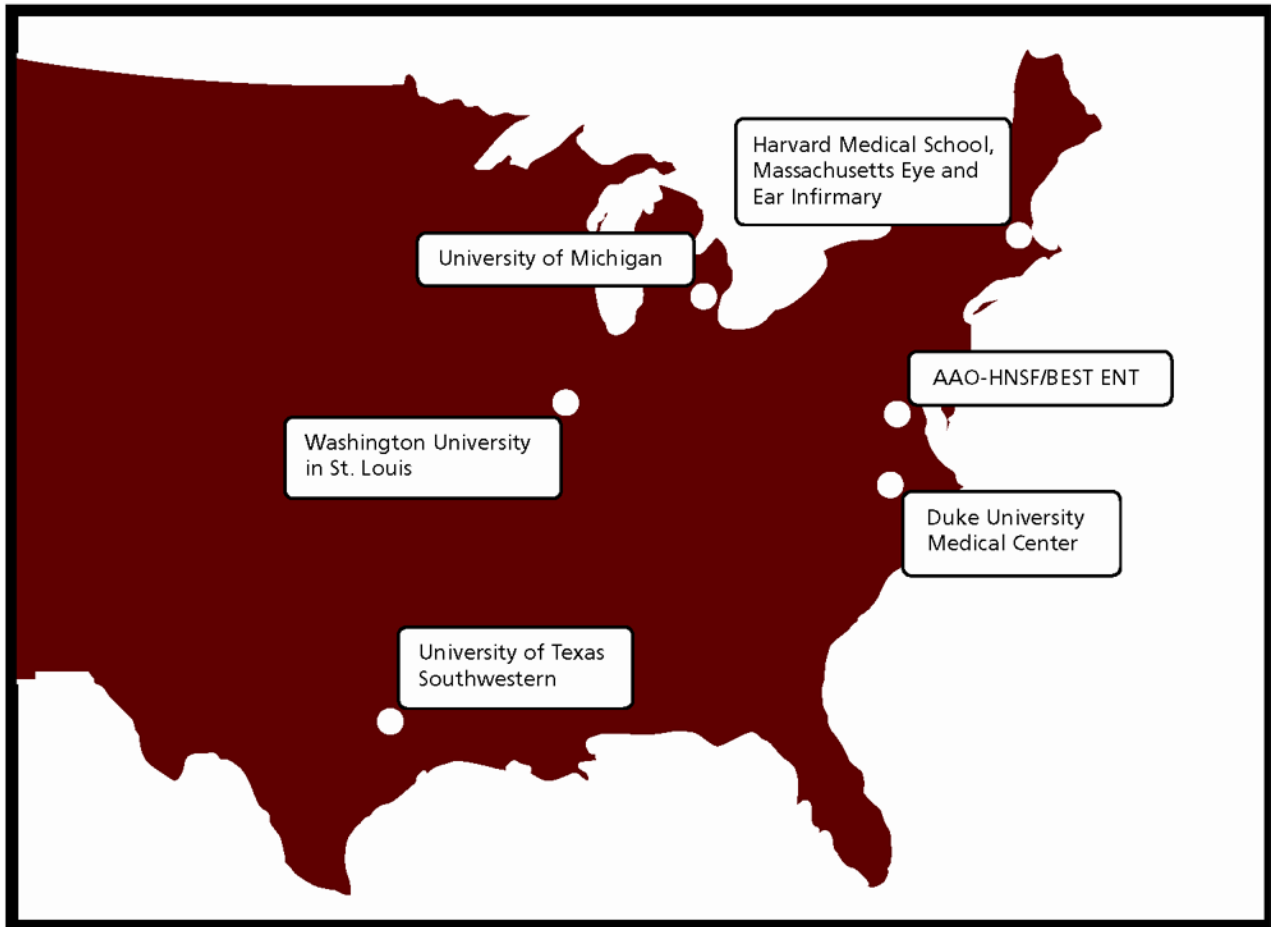 Harvard Medical School,
Massachusetts Eye and
Ear Infirmary
University of Michigan
AAO-HNSF/BEST ENT
Washington University
in St. Louis
Duke University
Medical Center
University of Texas
Southwestern